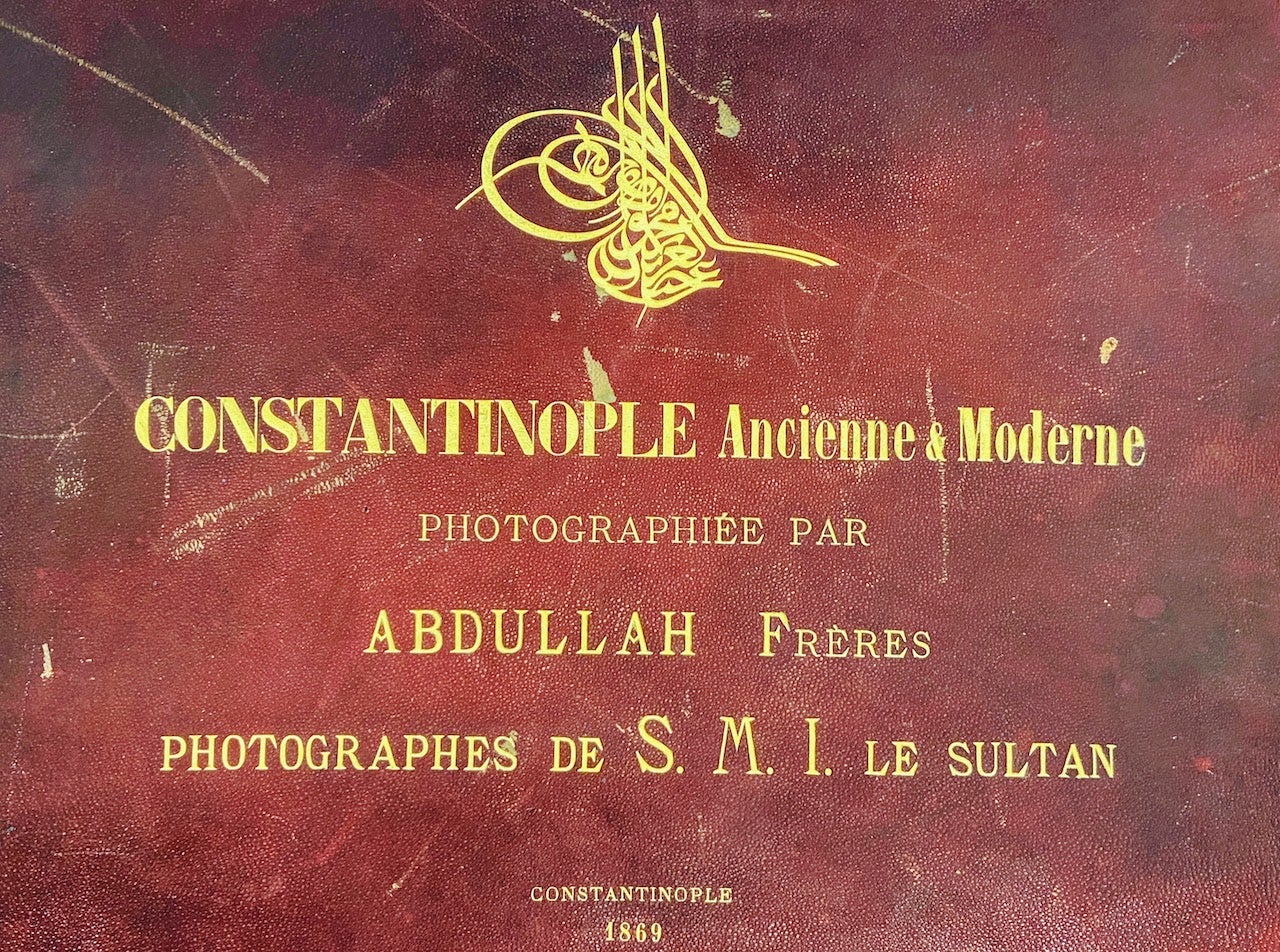 CONSTANTINOPLE Ancienne & Moderne
PHOTOGRAPHIÉE PAR
ABDULLAH FRÈRES
PHOTOGRAPHES DE S. M. I. LE SULTAN
CONSTANTINOPLE
1869